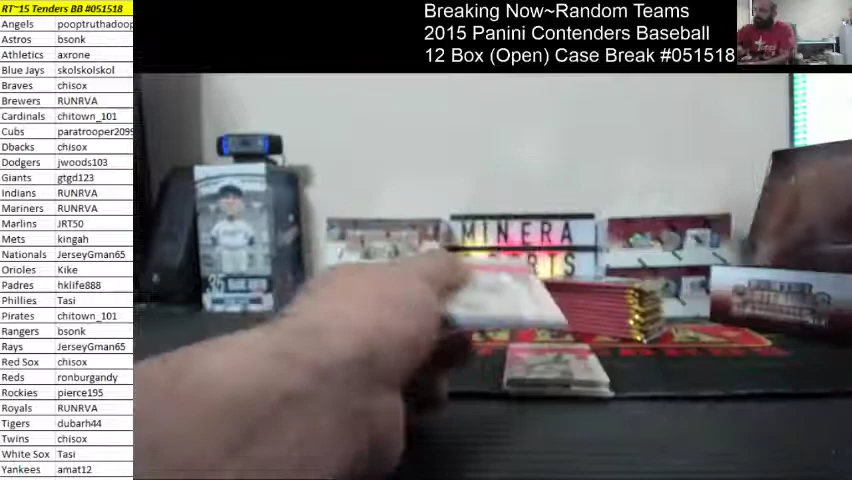 RT~15 Tenders BB #051518
Angels pooptruthadoop
Astros bsonk
Athletics axrone
Blue Jays skolskolskol
Braves chisox
Brewers RUNRVA
Cardinals chitown_101
Cubs paratrooper2099
Dbacks chisox
Dodgers jwoods103
Giants gtgd123
Indians RUNRVA
Mariners RUNRVA
Marlins JRT50
Mets kingah
Nationals JerseyGman65
Orioles Kike
Padres hklife888
Phillies Tasi
Pirates chitown_101
Rangers bsonk
Rays JerseyGman65
Red Sox chisox
Reds ronburgandy
Rockies pierce195
Royals RUNRVA
Tigers dubarh44
Twins chisox
White Sox Tasi
Yankees amat12
Breaking Now~Random Teams
2015 Panini Contenders Baseball
12 Box (Open) Case Break #051518
MINERA